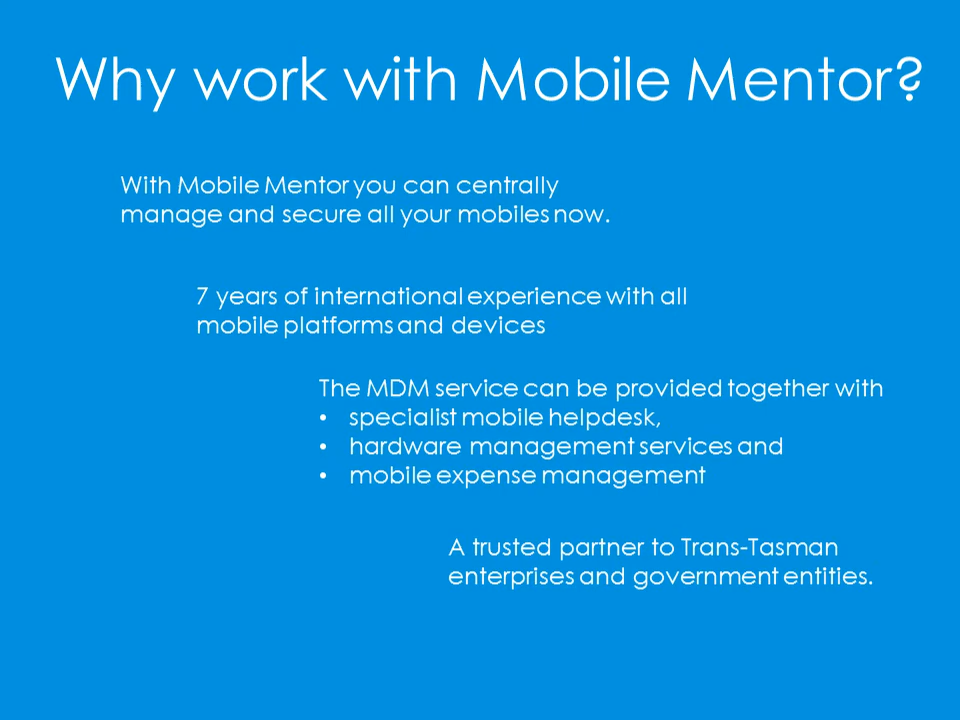 Why work with Mobile Mentor?
With Mobile Mentor you can centrally
manage and secure all your mobiles now.
7 years of international experience with all
mobile platforms and devices
The MDM service can be provided together with
• specialist mobile helpdesk,
• hardware management services and
• mobile expense management
A trusted partner to Trans-Tasman
enterprises and government entities.